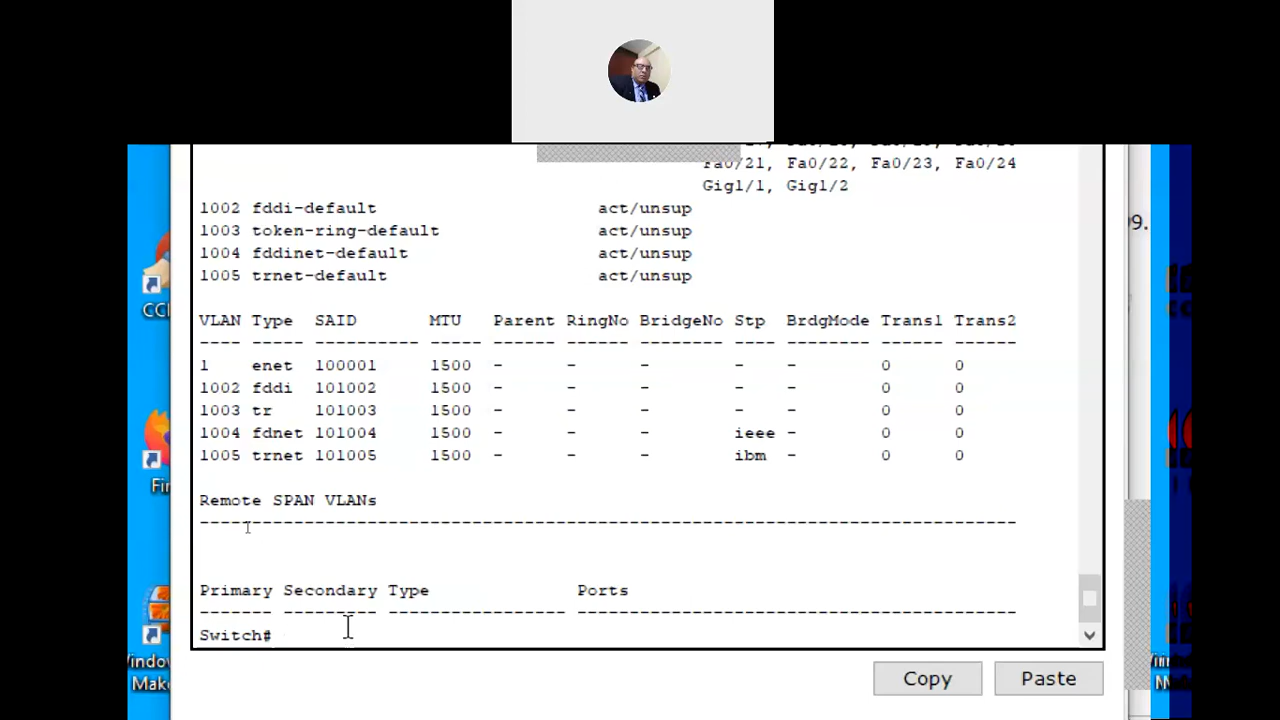 Fa0/21, Fa0/22, Fa0/23, Fa0/24
Gig1/1, Gig1/2
1002 fddi-default act/unsup
1003 token-ring-default act/unsup
1004 fddinet-default act/unsup
1005 trnet-default act/unsup
VLAN Type SAID MTU Parent RingNo BridgeNo Stp BrdgMode Trans1 Trans2
---- ----- ---------- ----- ------ ------ -------- ---- -------- ------ ------
1 enet 100001 1500 - - - - - 0 0
1002 fddi 101002 1500 - - - - - 0 0
1003 tr 101003 1500 - - - - - 0 0
1004 fdnet 101004 1500 - - - ieee - 0 0
1005 trnet 101005 1500 - - - ibm - 0 0
Remote SPAN VLANs
------------------------------------------------------------------------------
Primary Secondary Type Ports
------- --------- ----------------- ------------------------------------------
Switch#
Copy Paste